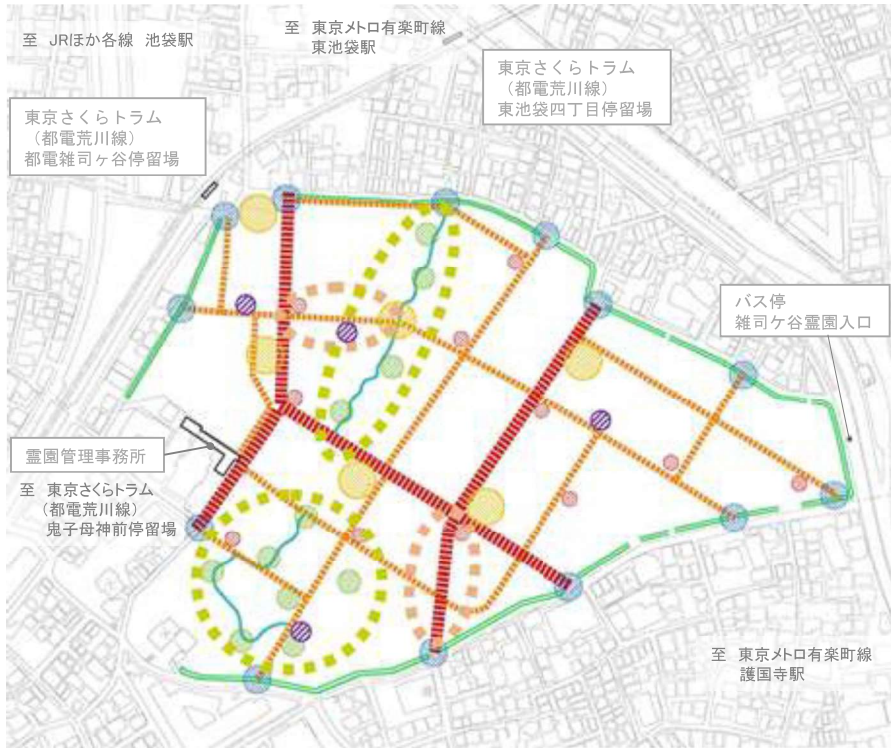 至 JRほか各線 池袋駅
至 東京メトロ有楽町線
東池袋駅
東京さくらトラム
（都電荒川線）
東池袋四丁目停留場
東京さくらトラム
（都電荒川線）
都電雑司ヶ谷停留場
バス停
雑司ケ谷霊園入口
霊園管理事務所
至 東京さくらトラム
（都電荒川線）
鬼子母神前停留場
至 東京メトロ有楽町線
護国寺駅